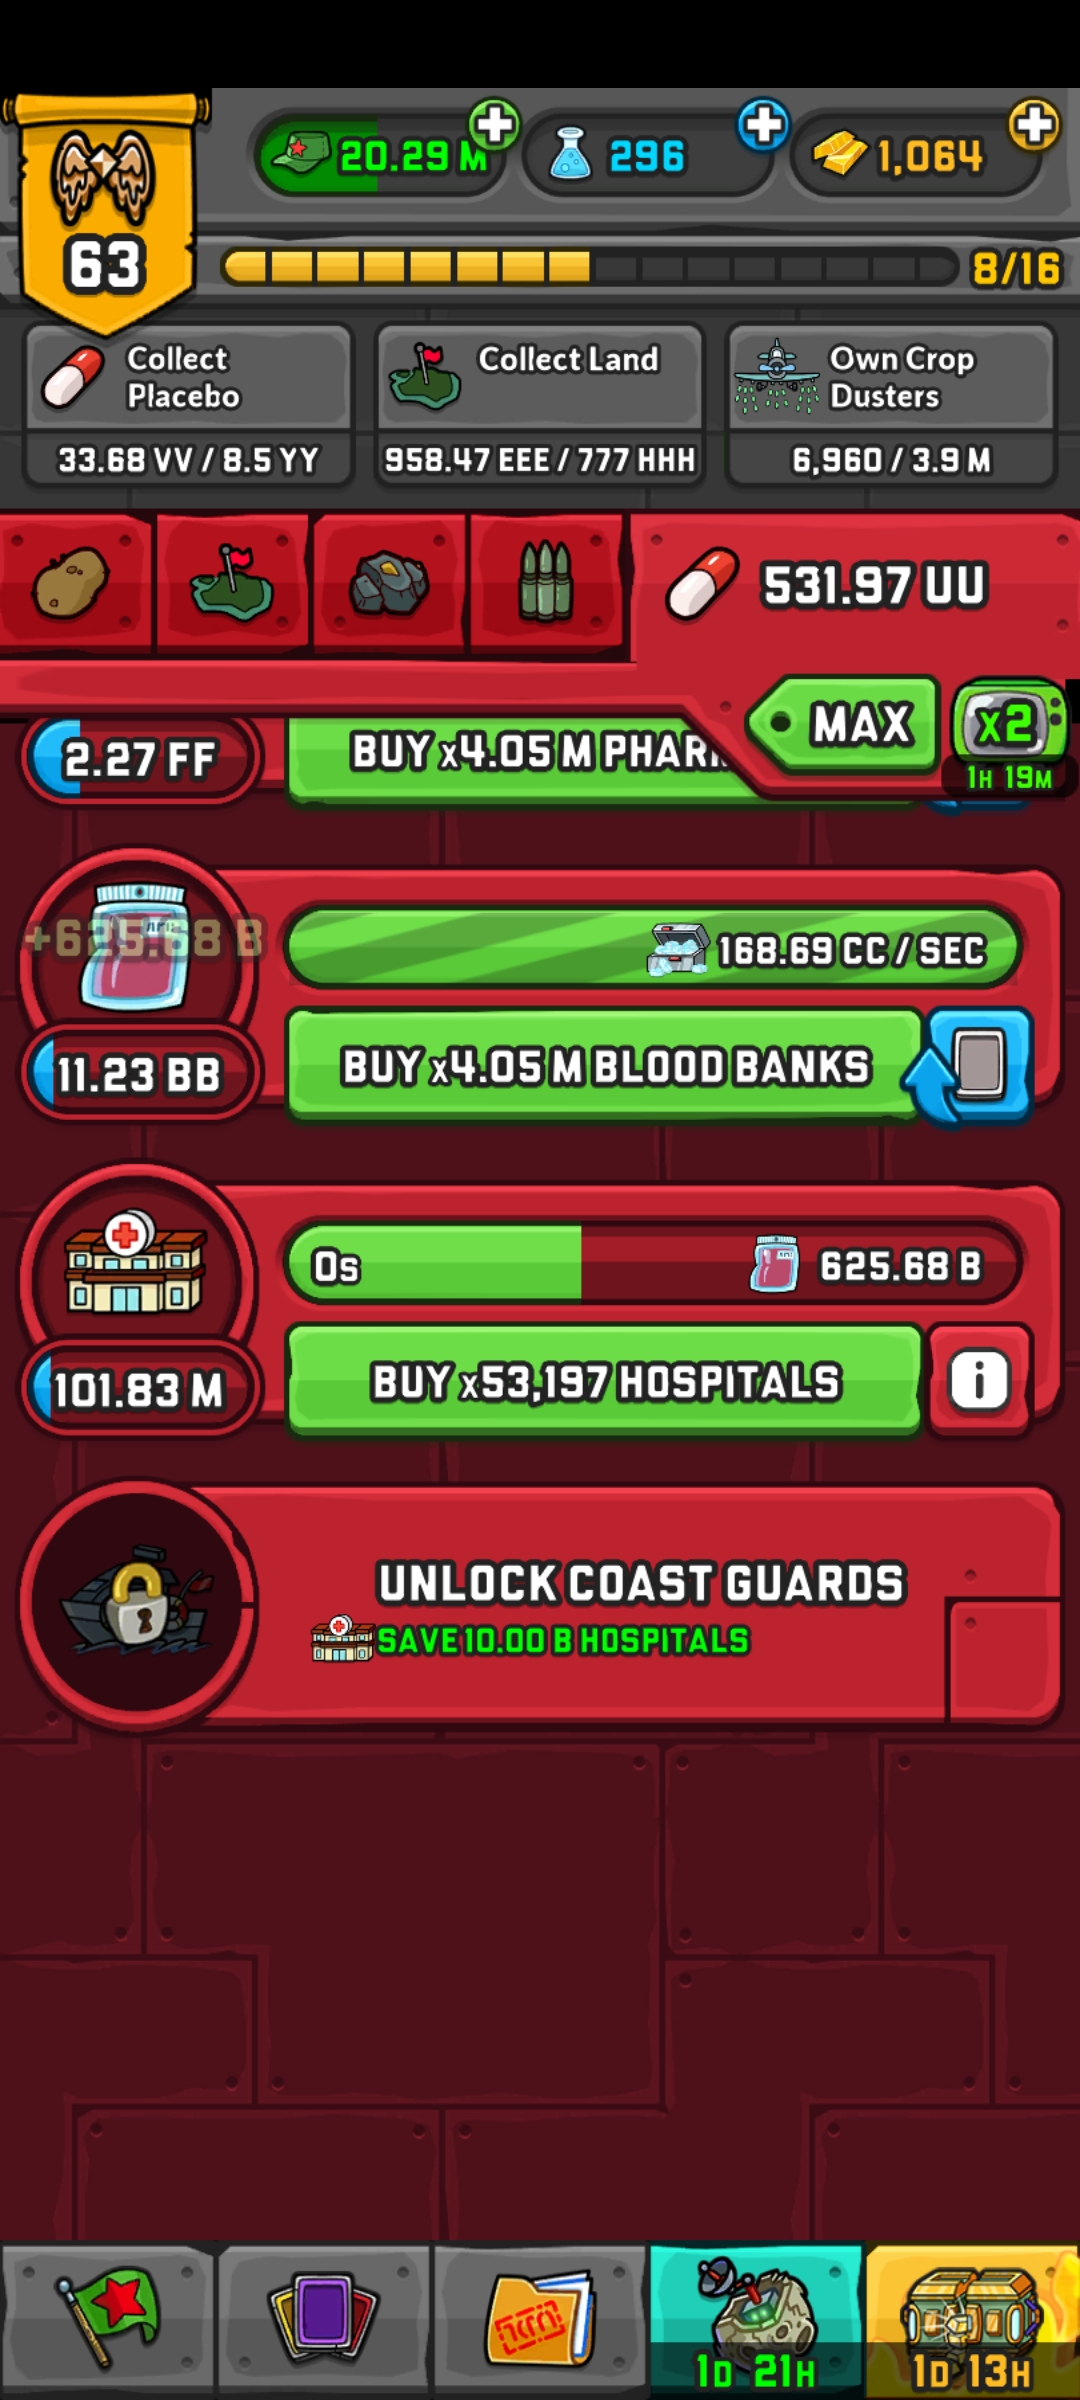 20.29 M
296
1,064
63
8/16
Collect
Placebo
33.68 VV / 8.5 YY
Collect Land
958.47 EEE / 777 HHH
Own Crop
Dusters
6,960 / 3.9 M
531.97 UU
MAX
X2
1H 19M
2.27 FF
BUY x4.05 M PHAR
+625.68 B
168.69 CC / SEC
11.23 BB
BUY x4.05 M BLOOD BANKS
0s
625.68 B
101.83 M
BUY x53,197 HOSPITALS
i
UNLOCK COAST GUARDS
SAVE 10.00 B HOSPITALS
1D 21H
1D 13H